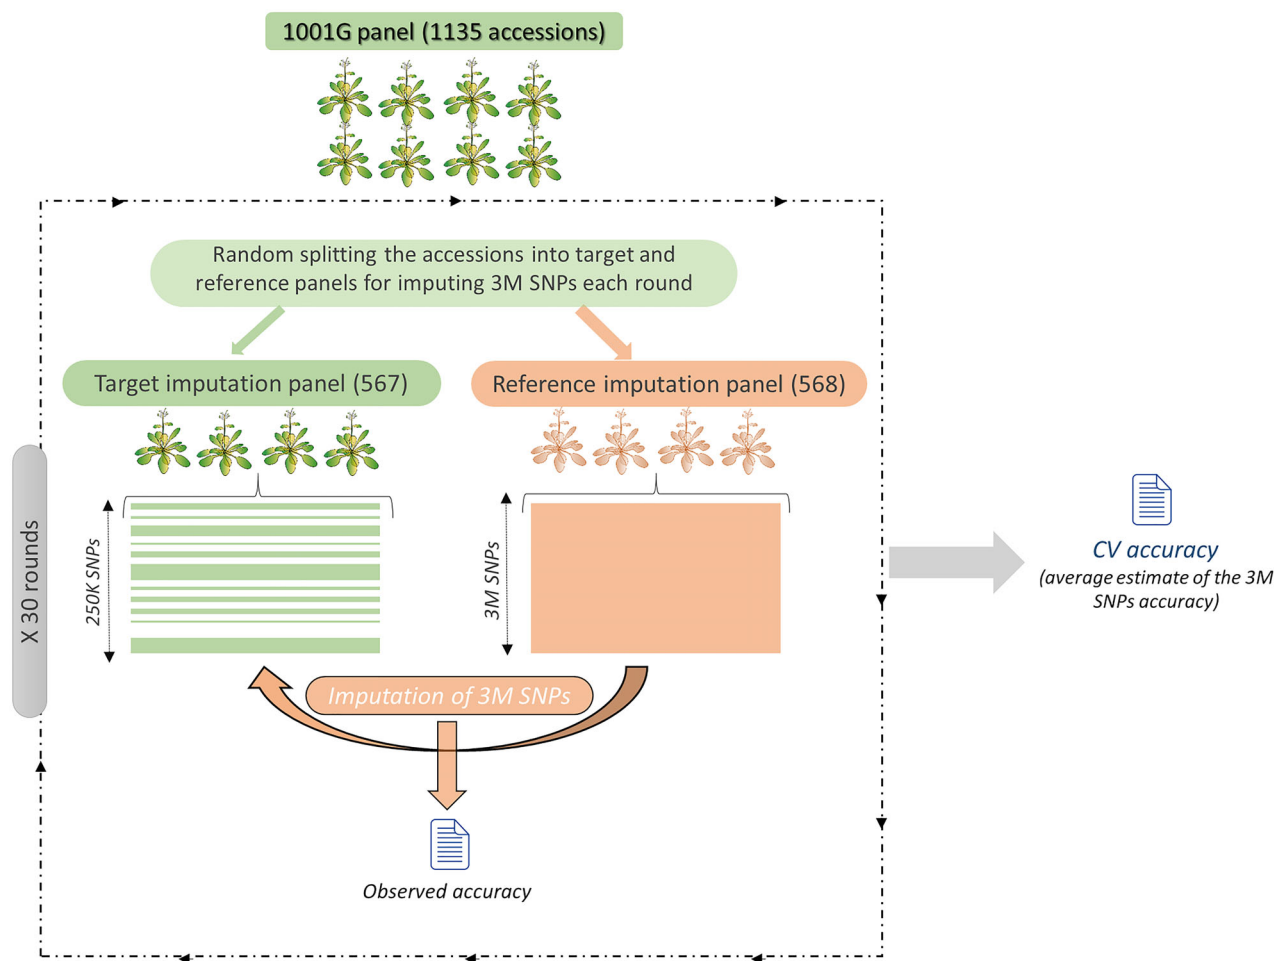 1001G panel (1135 accessions)
Random splitting the accessions into target and
reference panels for imputing 3M SNPs each round
Target imputation panel (567)
Reference imputation panel (568)
X 30 rounds
250K SNPs
3M SNPs
Imputation of 3M SNPs
Observed accuracy
CV accuracy
(average estimate of the 3M
SNPs accuracy)